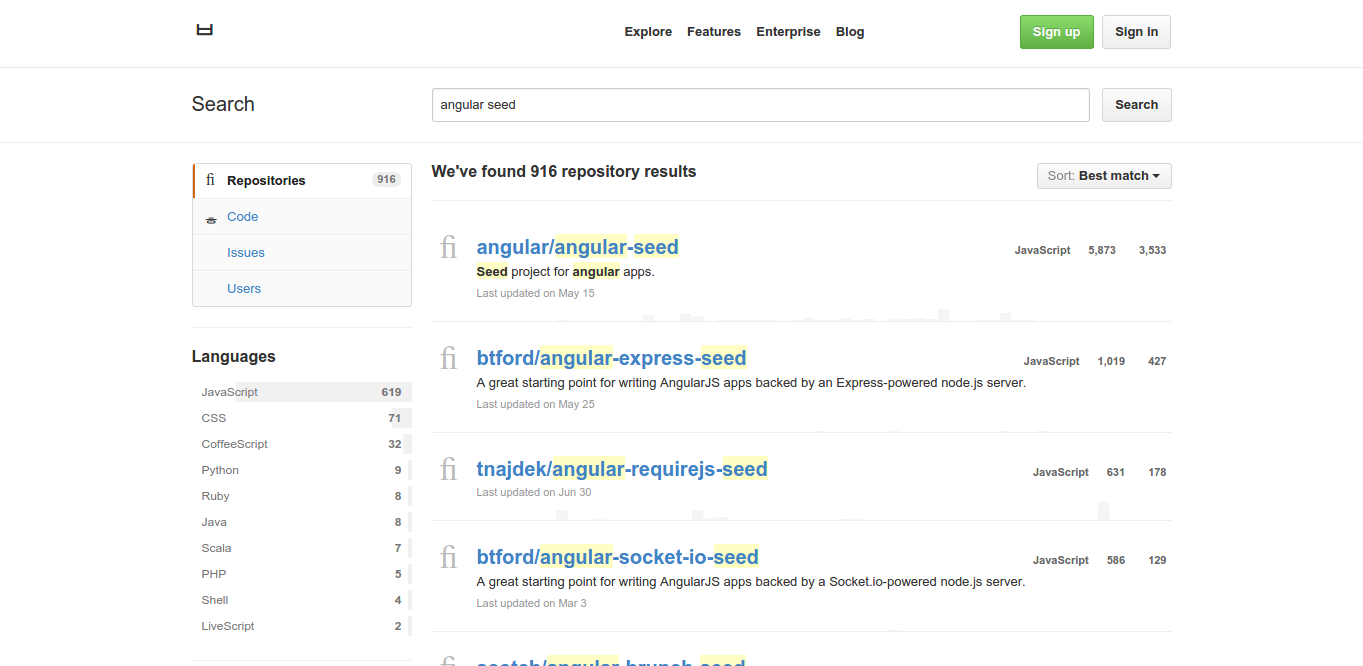 Explore Features Enterprise Blog Sign up Sign in
Search angular seed Search
Repositories 916
Code
Issues
Users
Languages
JavaScript 619
CSS 71
CoffeeScript 32
Python 9
Ruby 8
Java 8
Scala 7
PHP 5
Shell 4
LiveScript 2
We've found 916 repository results Sort: Best match
angular/angular-seed JavaScript 5,873 3,533
Seed project for angular apps.
Last updated on May 15
btford/angular-express-seed JavaScript 1,019 427
A great starting point for writing AngularJS apps backed by an Express-powered node.js server.
Last updated on May 25
tnajdek/angular-requirejs-seed JavaScript 631 178
Last updated on Jun 30
btford/angular-socket-io-seed JavaScript 586 129
A great starting point for writing AngularJS apps backed by a Socket.io-powered node.js server.
Last updated on Mar 3
angular-brunch-seed